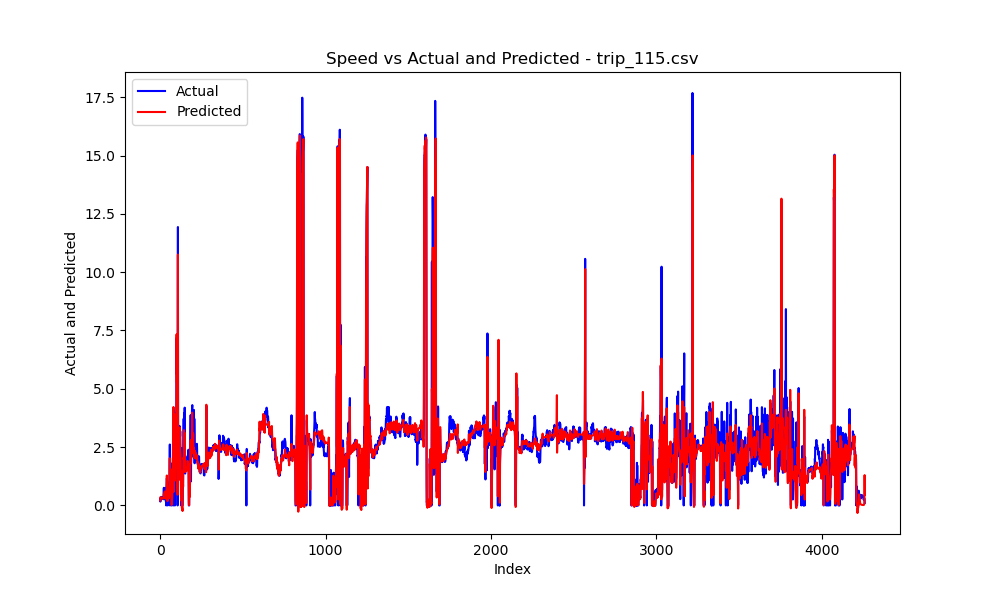 Speed vs Actual and Predicted - trip_115.csv
Actual
Predicted
17.5
15.0
12.5
10.0
7.5
5.0
2.5
0.0
Actual and Predicted
0
1000
2000
3000
4000
Index